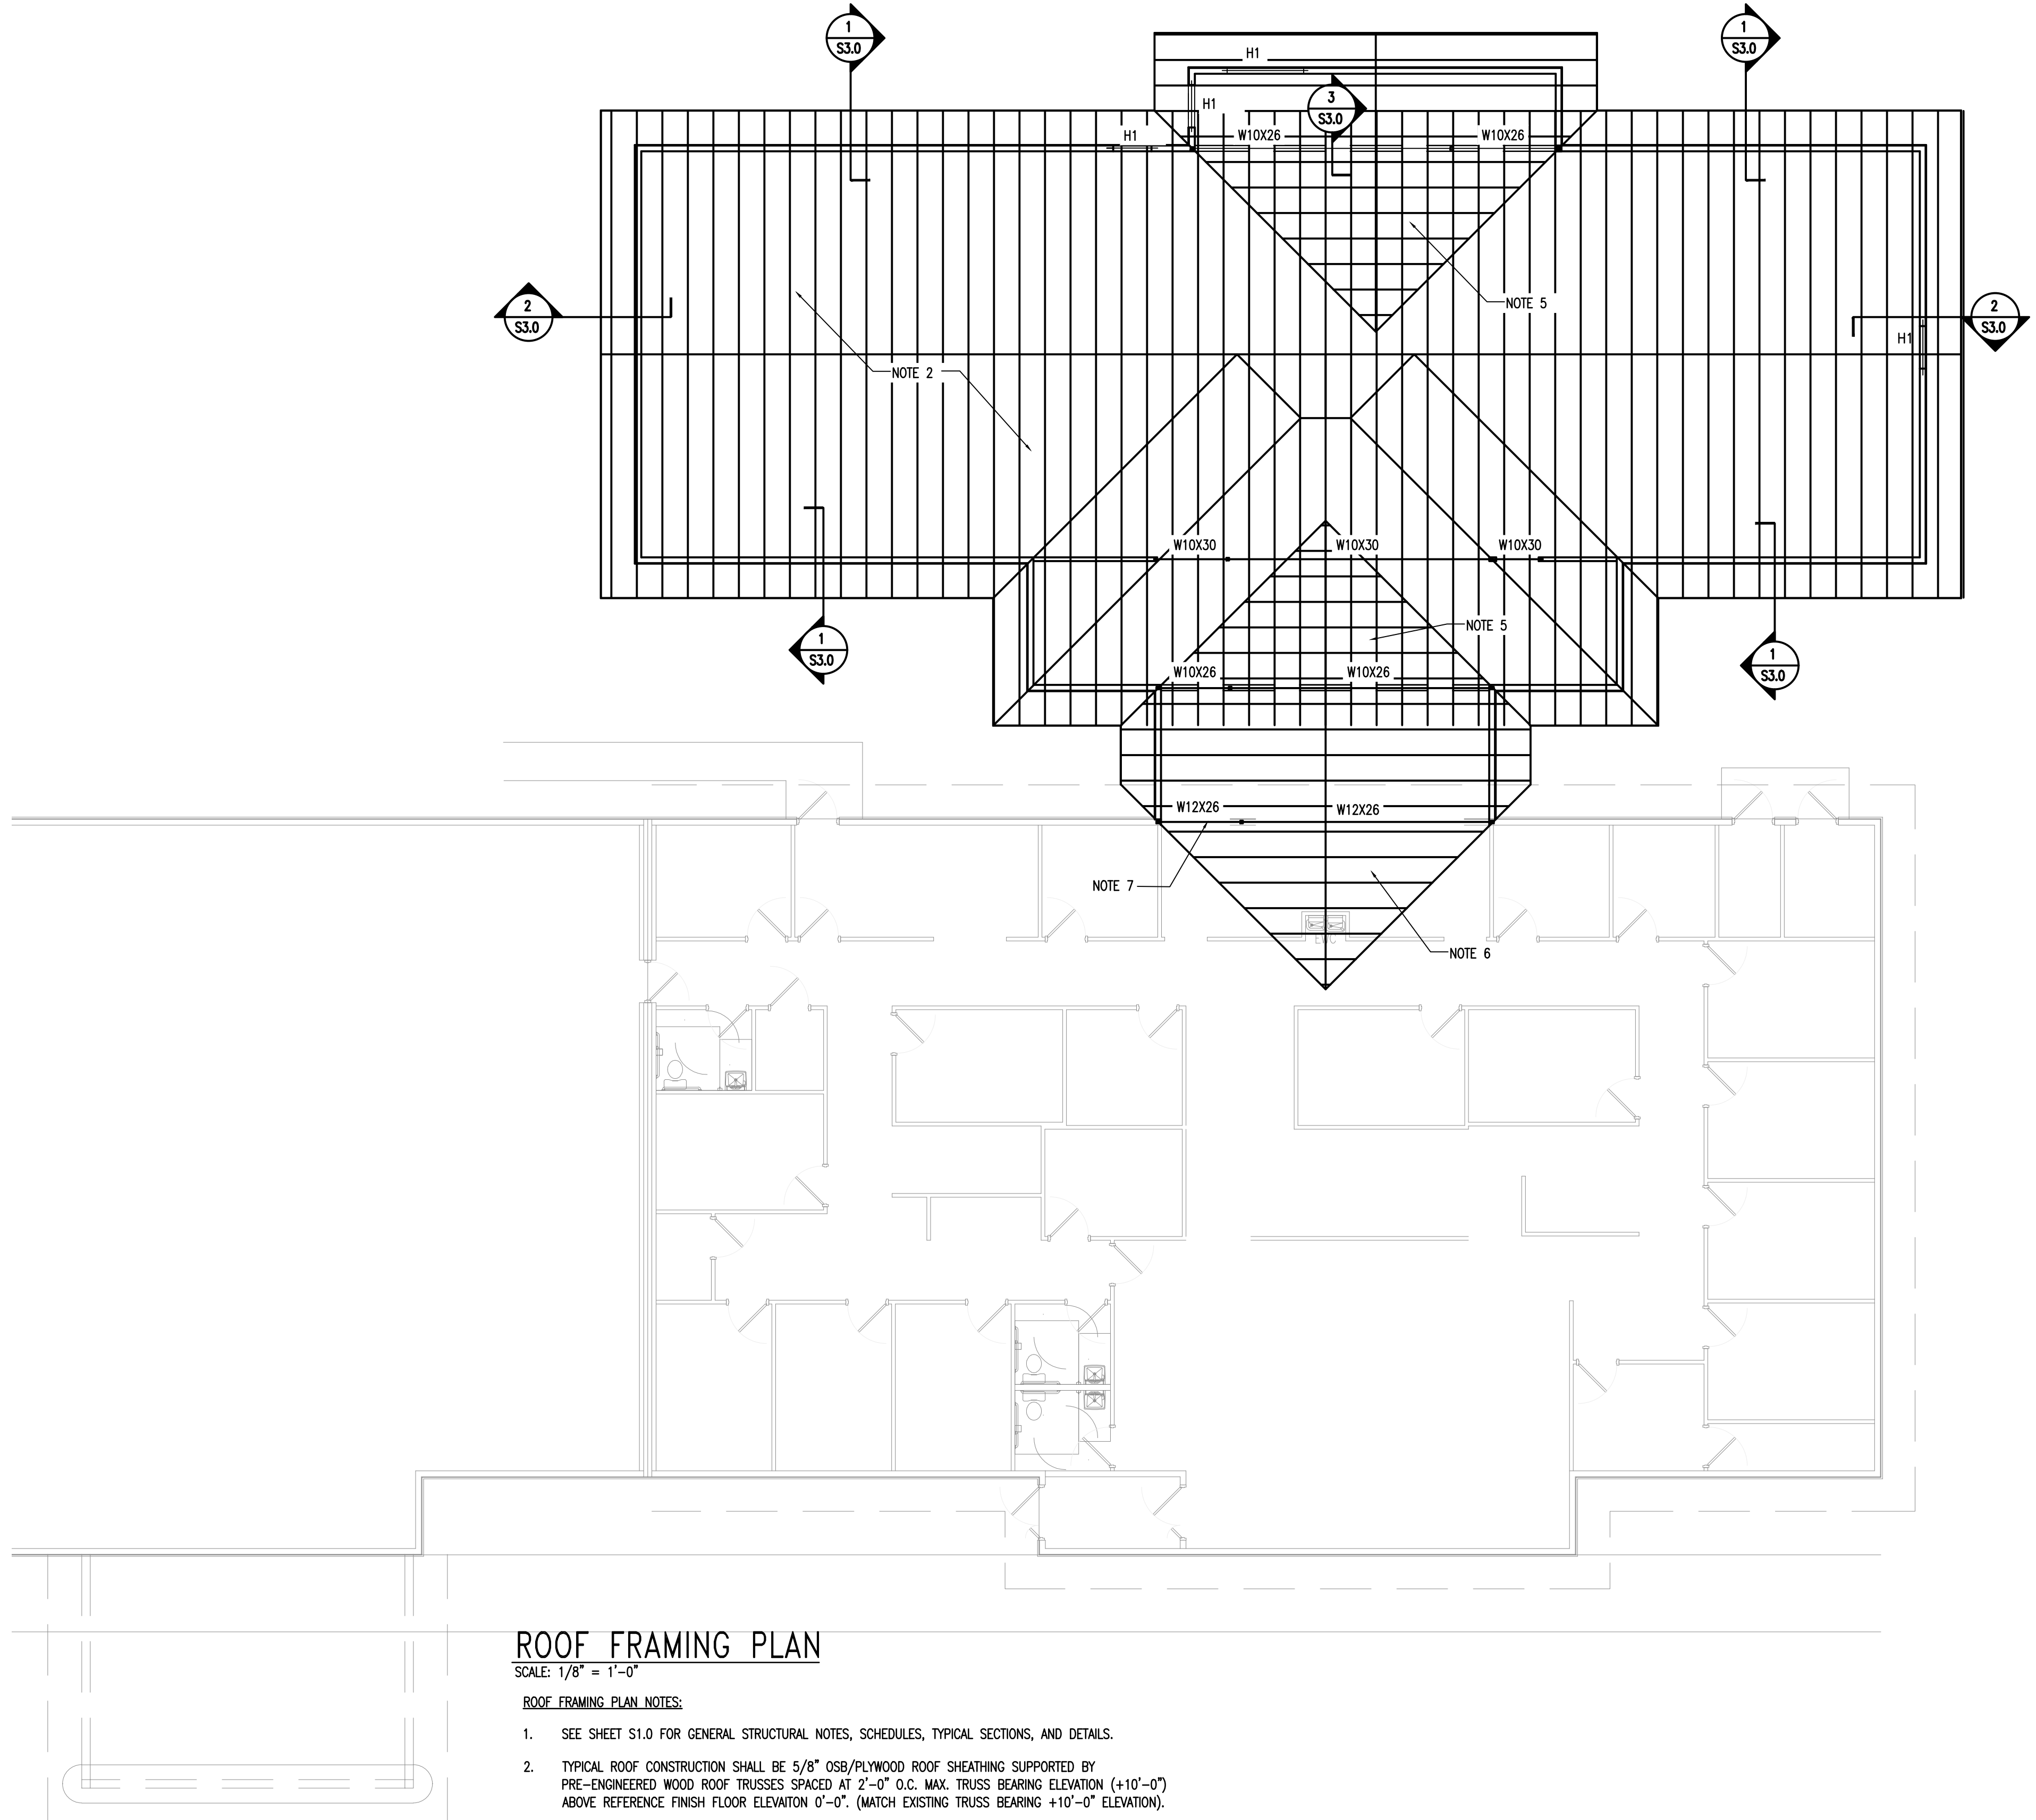 1
S3.0
1
S3.0
H1
3
S3.0
H1
H1
W10X26
W10X26
NOTE 5
2
S3.0
2
S3.0
H1
NOTE 2
W10X30
W10X30
W10X30
NOTE 5
1
S3.0
1
S3.0
W10X26
W10X26
W12X26
W12X26
NOTE 7
EWC
NOTE 6
ROOF FRAMING PLAN
SCALE: 1/8" = 1'-0"
ROOF FRAMING PLAN NOTES:
1. SEE SHEET S1.0 FOR GENERAL STRUCTURAL NOTES, SCHEDULES, TYPICAL SECTIONS, AND DETAILS.
2. TYPICAL ROOF CONSTRUCTION SHALL BE 5/8" OSB/PLYWOOD ROOF SHEATHING SUPPORTED BY
PRE-ENGINEERED WOOD ROOF TRUSSES SPACED AT 2'-0" O.C. MAX. TRUSS BEARING ELEVATION (+10'-0")
ABOVE REFERENCE FINISH FLOOR ELEVAITON 0'-0". (MATCH EXISTING TRUSS BEARING +10'-0" ELEVATION).